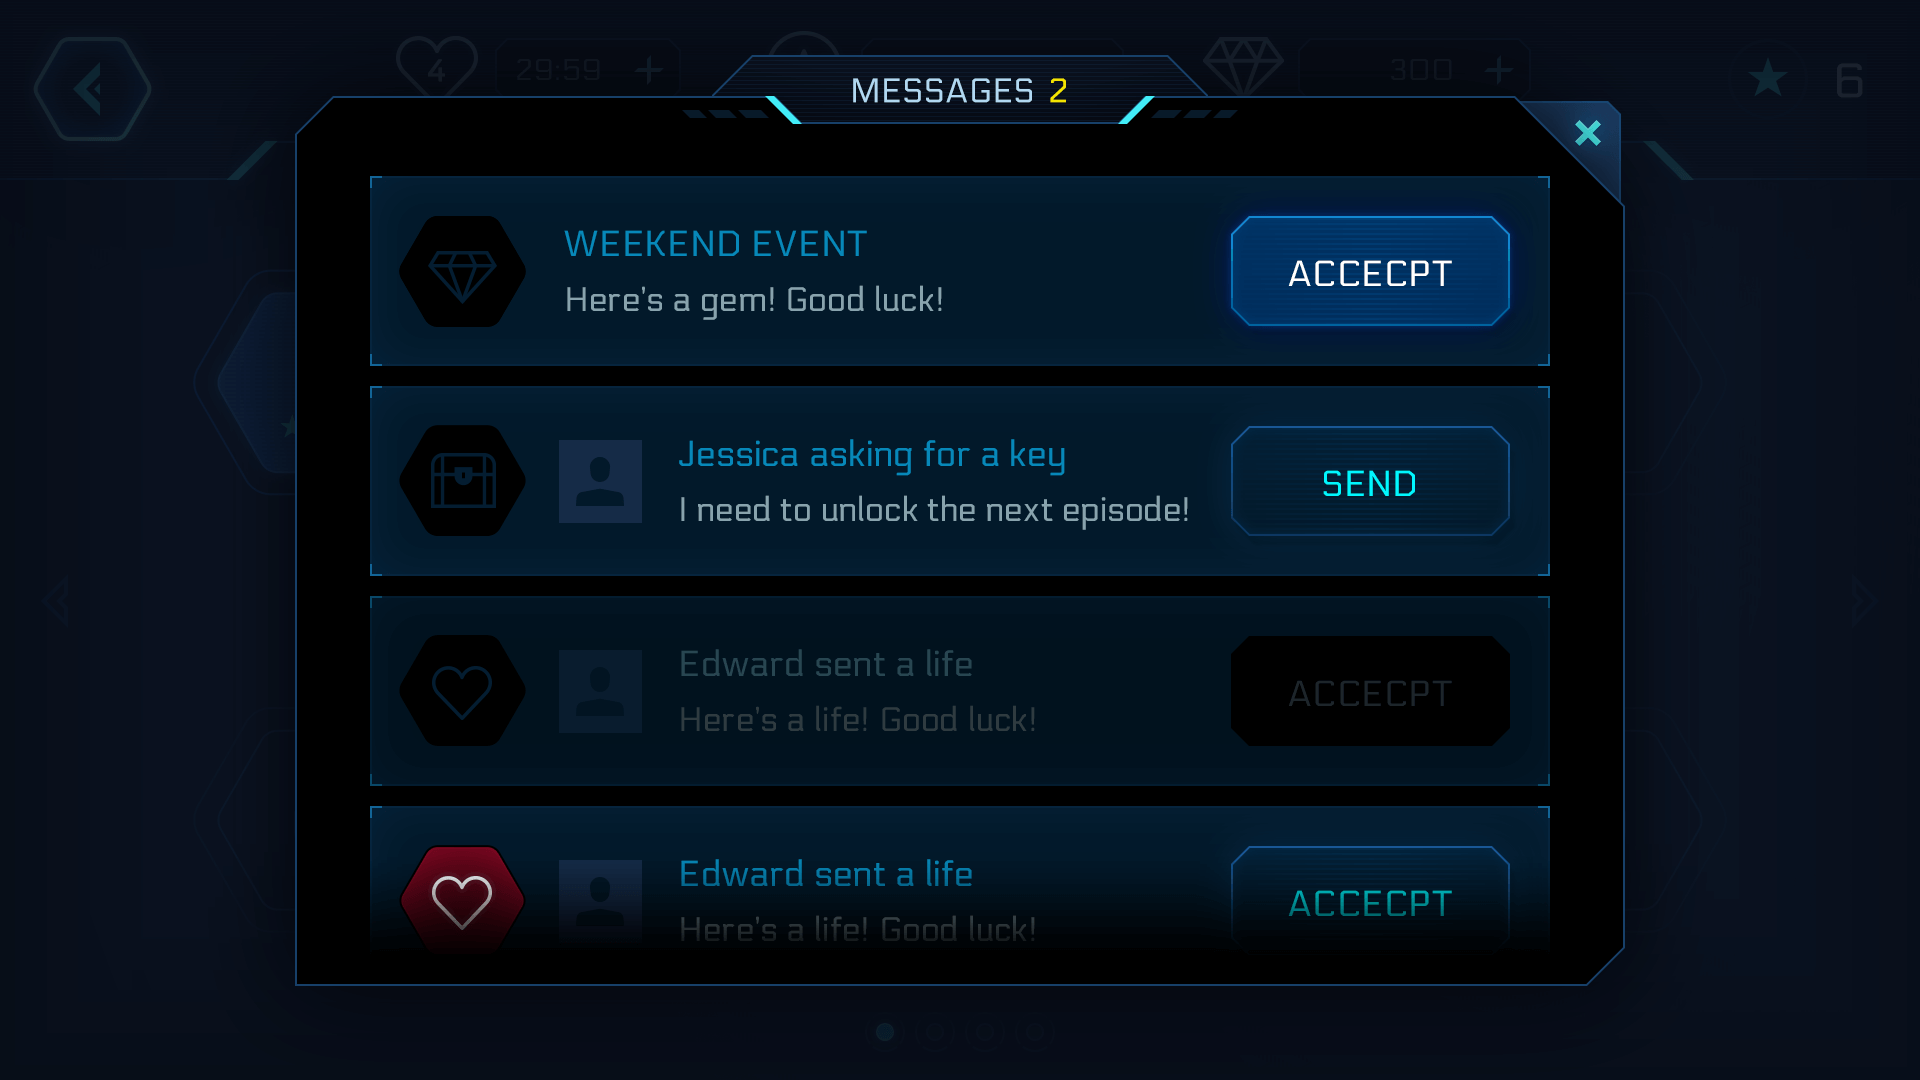 4
29:59
300
6
MESSAGES 2
WEEKEND EVENT
Here's a gem! Good luck!
ACCECPT
Jessica asking for a key
I need to unlock the next episode!
SEND
Edward sent a life
Here's a life! Good luck!
ACCECPT
Edward sent a life
Here's a life! Good luck!
ACCECPT